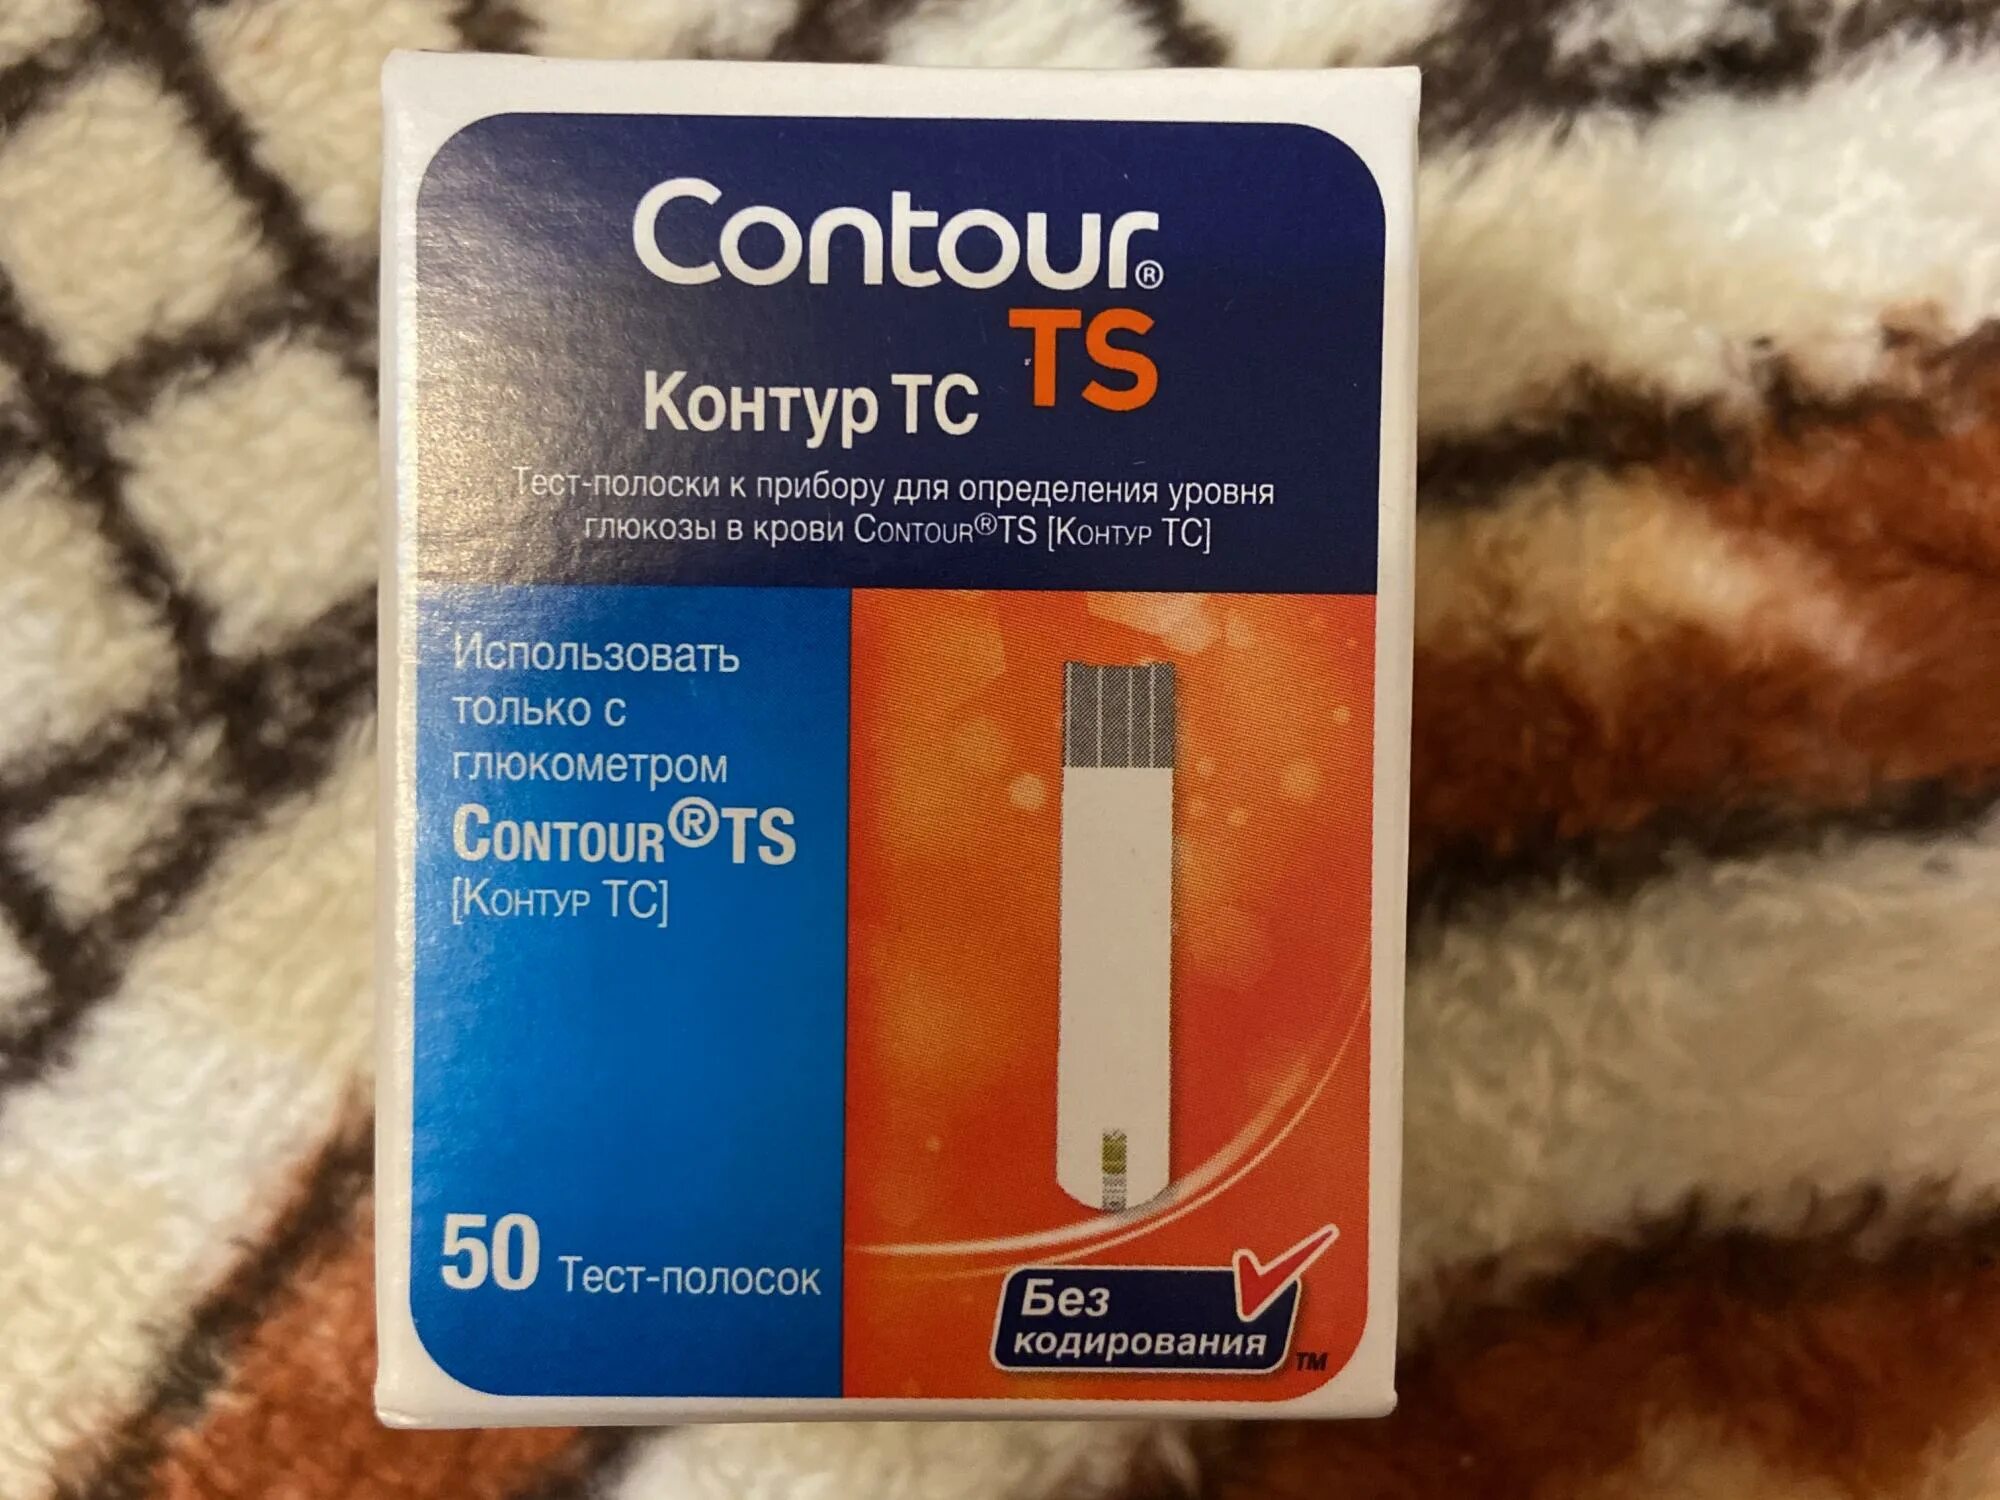 Contour®
TS
Контур ТС
Тест-полоски к прибору для определения уровня
глюкозы в крови Contour®TS [Контур ТС]
Использовать
только с
глюкометром
Contour®TS
[Контур ТС]
50 Тест-полосок
Без
кодирования
TM